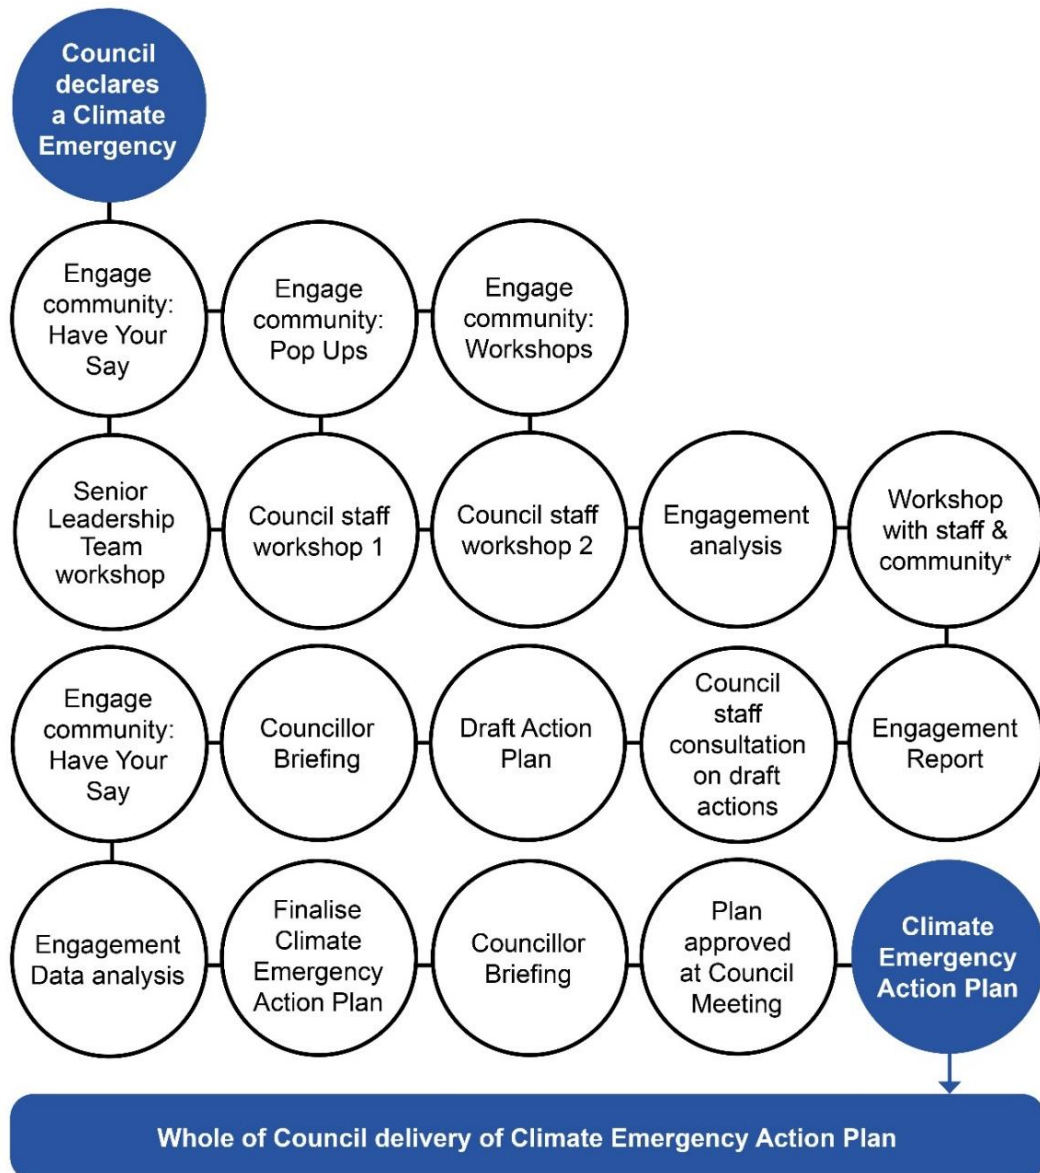 Council
declares
a Climate
Emergency
Engage
community:
Have Your
Say
Engage
community:
Pop Ups
Engage
community:
Workshops
Senior
Leadership
Team
workshop
Council staff
workshop 1
Council staff
workshop 2
Engagement
analysis
Workshop
with staff &
community*
Engage
community:
Have Your
Say
Councillor
Briefing
Draft Action
Plan
Council
staff
consultation
on draft
actions
Engagement
Report
Engagement
Data analysis
Finalise
Climate
Emergency
Action Plan
Councillor
Briefing
Plan
approved
at Council
Meeting
Climate
Emergency
Action Plan
Whole of Council delivery of Climate Emergency Action Plan